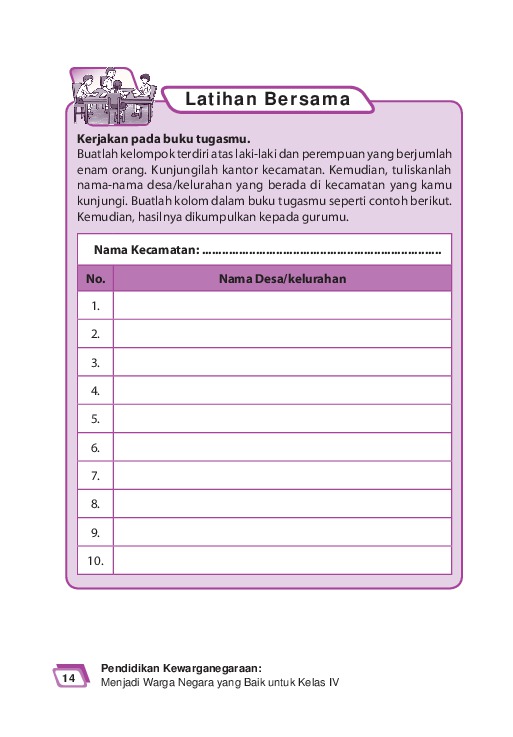 Latihan Bersama
Kerjakan pada buku tugasmu.
Buatlah kelompok terdiri atas laki-laki dan perempuan yang berjumlah
enam orang. Kunjungilah kantor kecamatan. Kemudian, tuliskanlah
nama-nama desa/kelurahan yang berada di kecamatan yang kamu
kunjungi. Buatlah kolom dalam buku tugasmu seperti contoh berikut.
Kemudian, hasilnya dikumpulkan kepada gurumu.
Nama Kecamatan: ......................................................................
No. Nama Desa/kelurahan
1.
2.
3.
4.
5.
6.
7.
8.
9.
10.
14
Pendidikan Kewarganegaraan:
Menjadi Warga Negara yang Baik untuk Kelas IV